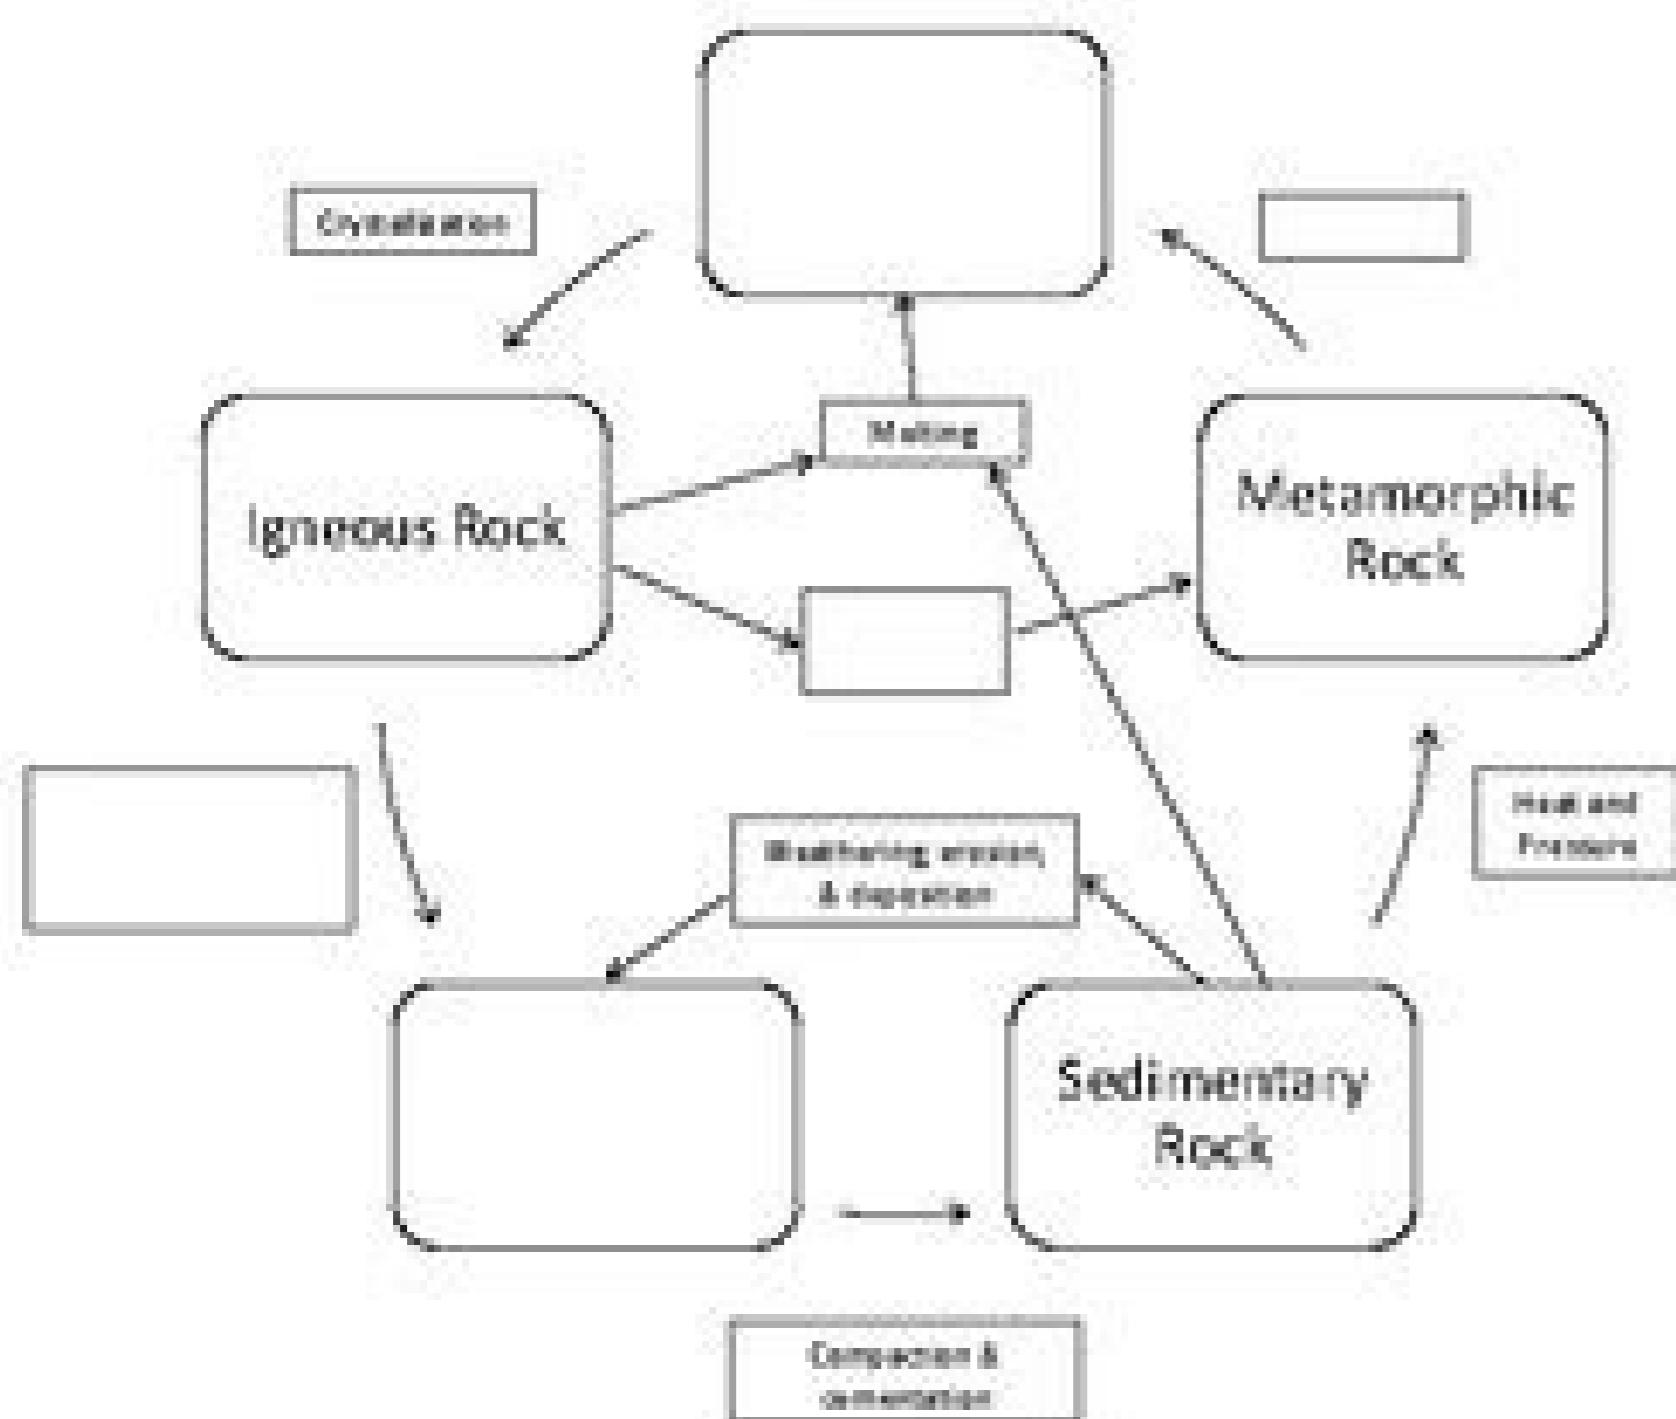 Crystallization
Melting
Igneous Rock
Metamorphic
Rock
Heat and
Pressure
Weathering erosion,
& deposition
Sedimentary
Rock
Compaction &
cementation